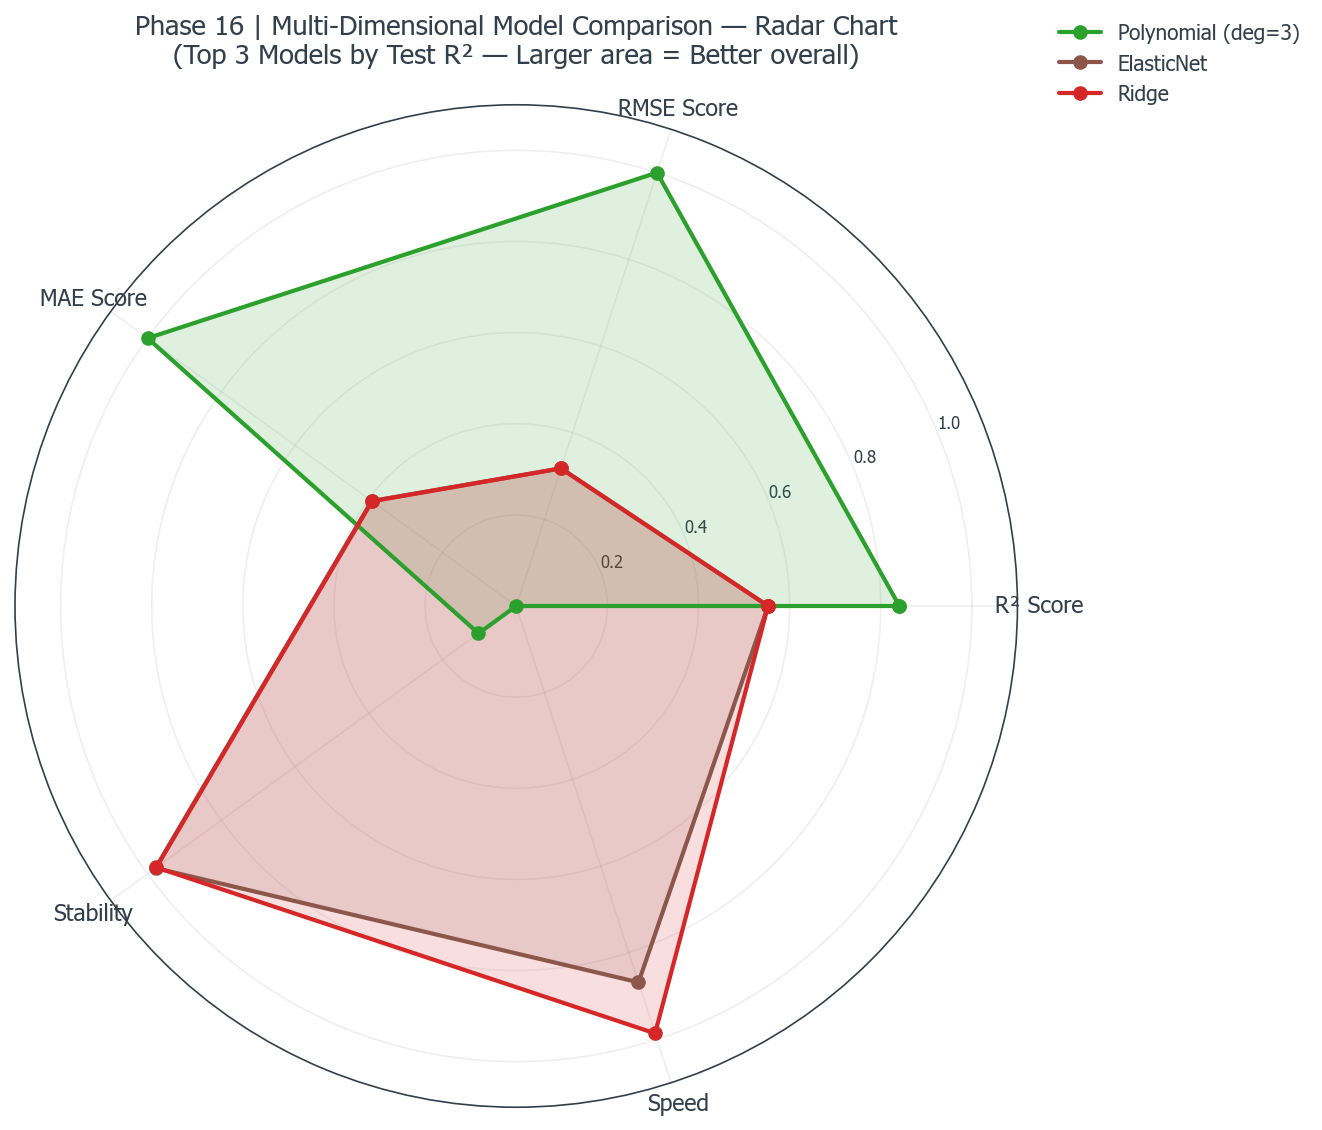 Phase 16 | Multi-Dimensional Model Comparison — Radar Chart
(Top 3 Models by Test R² — Larger area = Better overall)
Polynomial (deg=3)
ElasticNet
Ridge
RMSE Score
MAE Score
1.0
0.8
0.6
0.4
0.2
R² Score
Stability
Speed